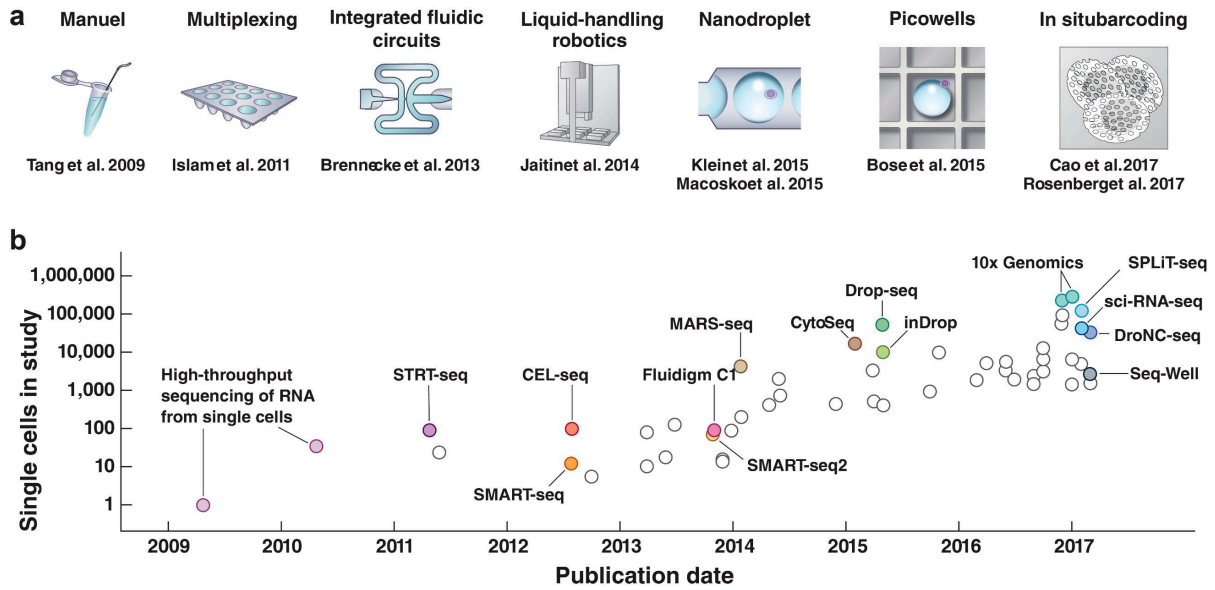 a
Manuel
Multiplexing
Integrated fluidic
circuits
Liquid-handling
robotics
Nanodroplet
Picowells
In situbarcoding
Tang et al. 2009
Islam et al. 2011
Brennecke et al. 2013
Jaitinet al. 2014
Kleinet al. 2015
Macoskoet al. 2015
Bose et al. 2015
Cao et al.2017
Rosenberget al. 2017
b
Single cells in study
1,000,000
100,000
10,000
1,000
100
10
1
High-throughput
sequencing of RNA
from single cells
STRT-seq
CEL-seq
SMART-seq
Fluidigm C1
SMART-seq2
MARS-seq
CytoSeq
Drop-seq
inDrop
10x Genomics
SPLiT-seq
sci-RNA-seq
DroNC-seq
Seq-Well
2009
2010
2011
2012
2013
2014
2015
2016
2017
Publication date